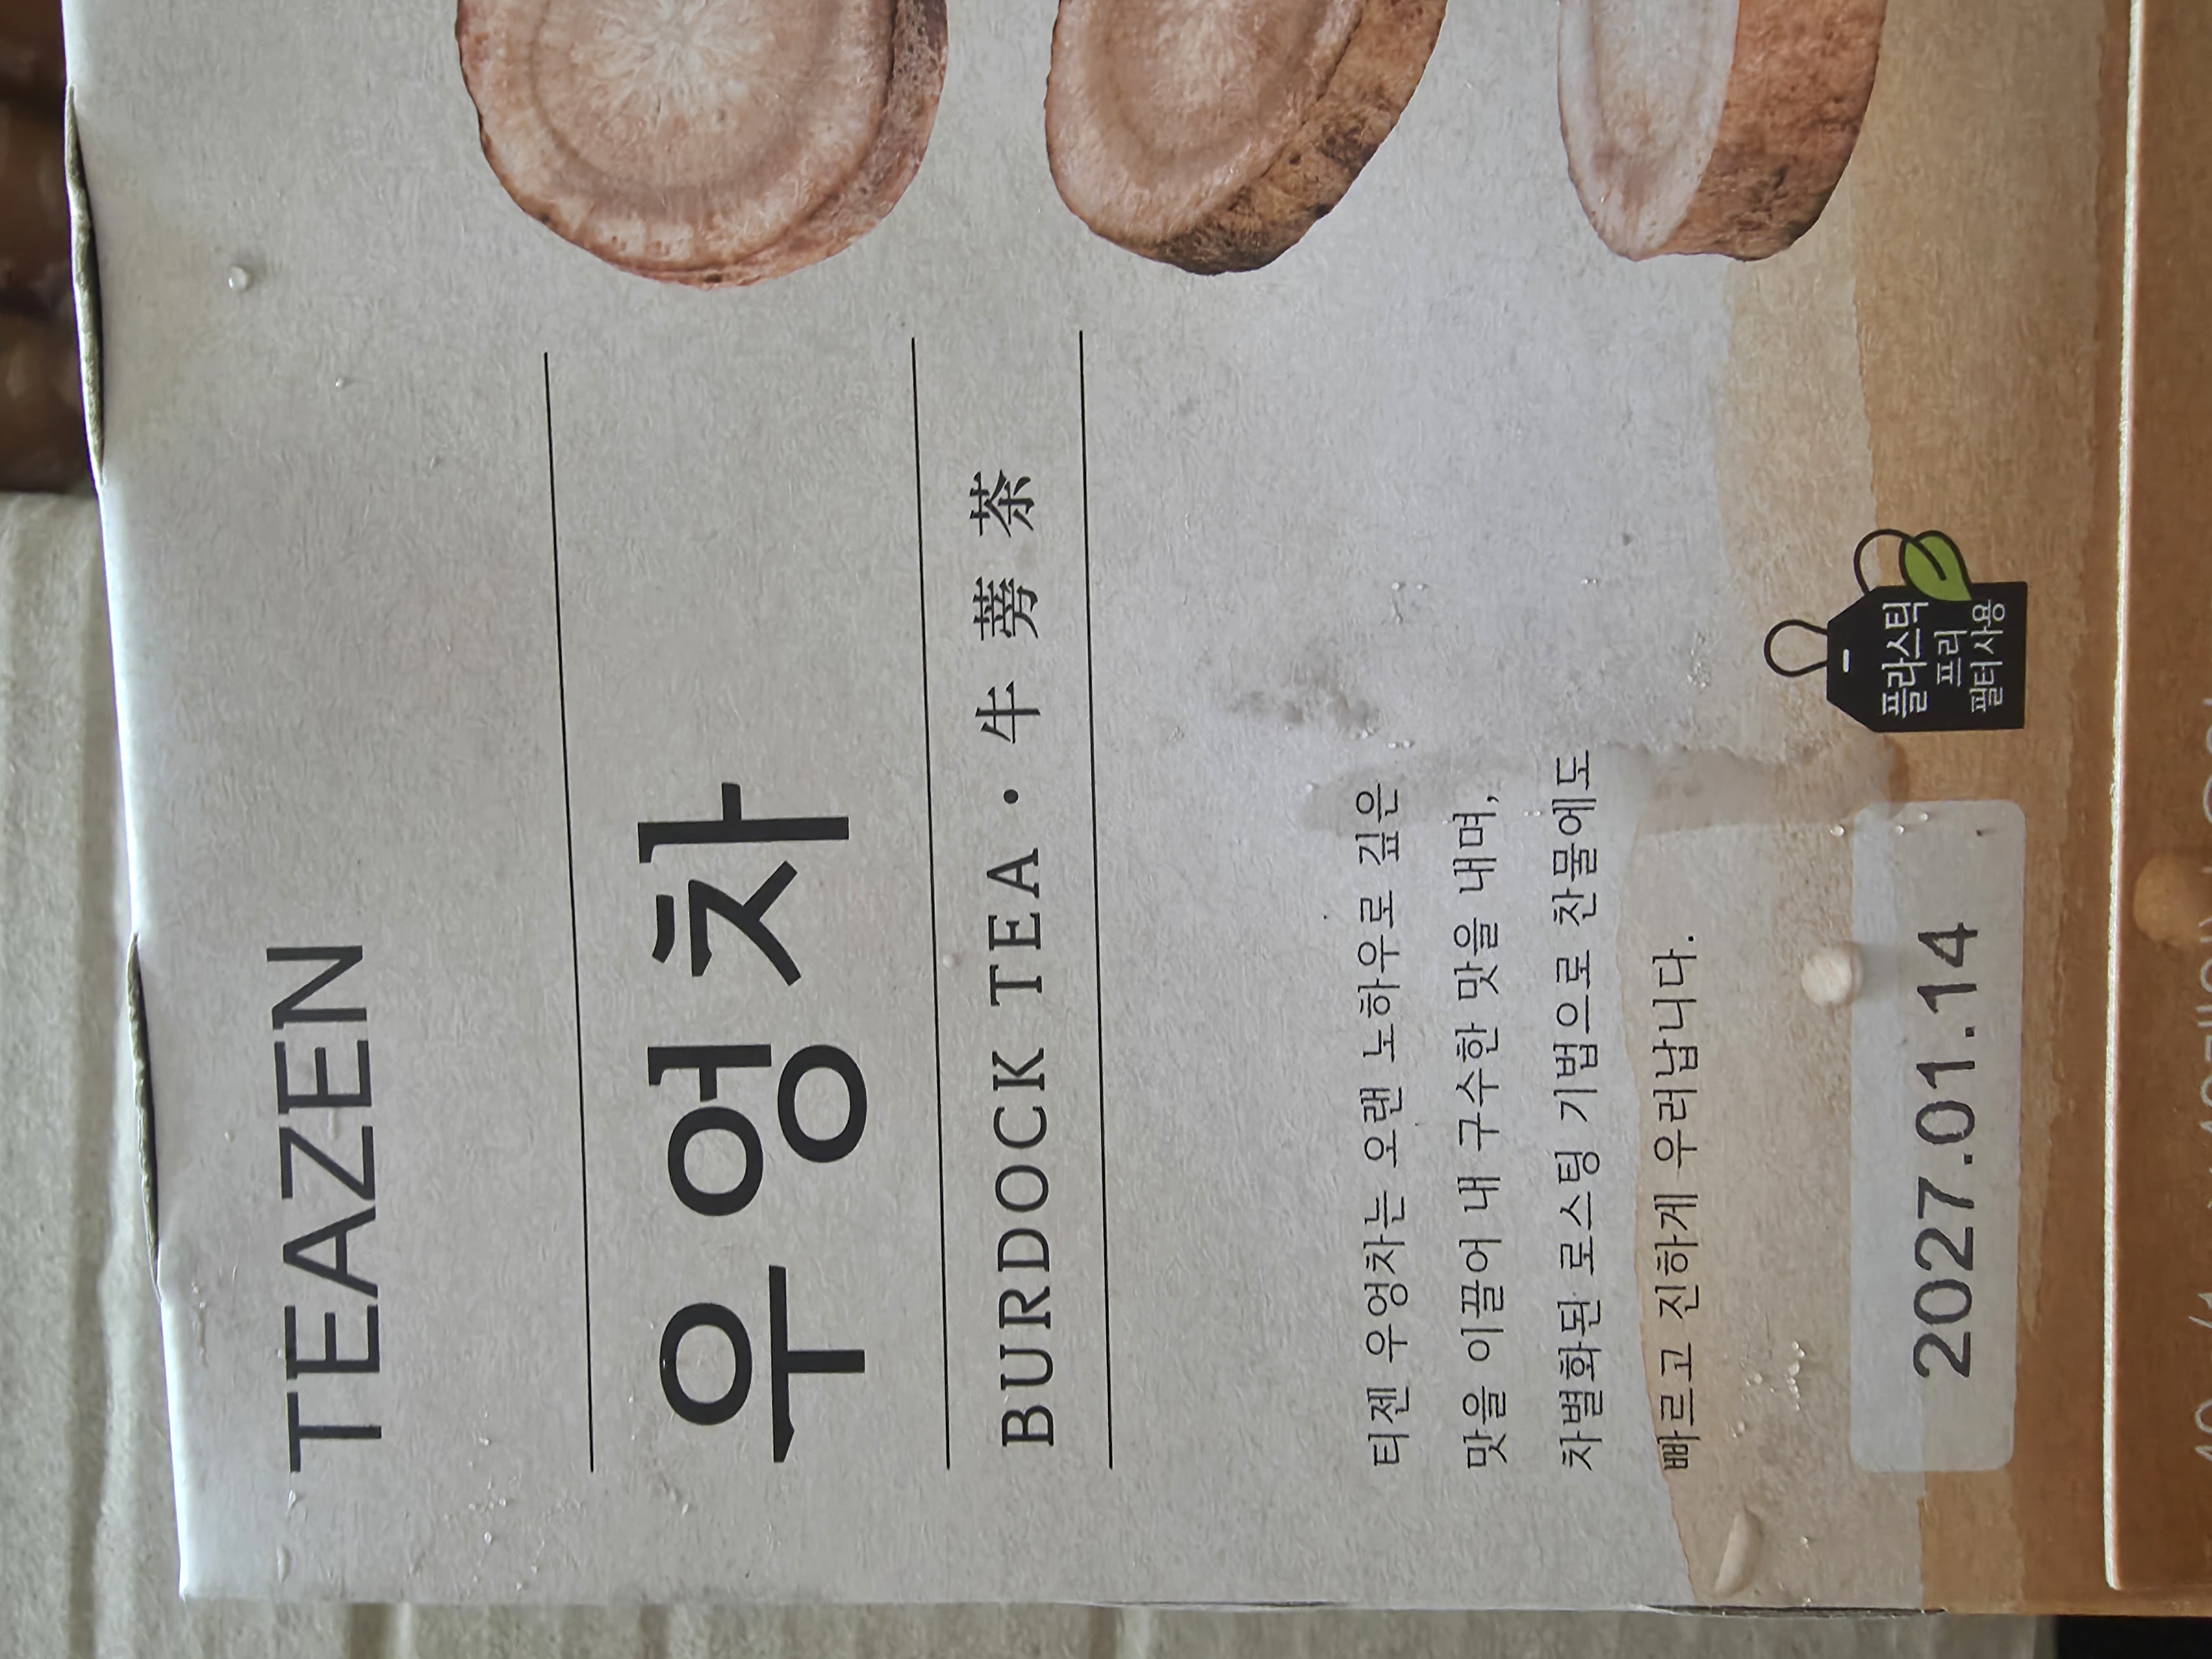 TEAZEN
우엉차
BURDOCK TEA · 牛 蒡 茶
티젠 우엉차는 오랜 노하우로 깊은
맛을 이끌어 내 구수한 맛을 내며,
차별화된 로스팅 기법으로 찬물에도
빠르고 진하게 우러납니다.
플라스틱
프리
필터 사용
2027.01.14